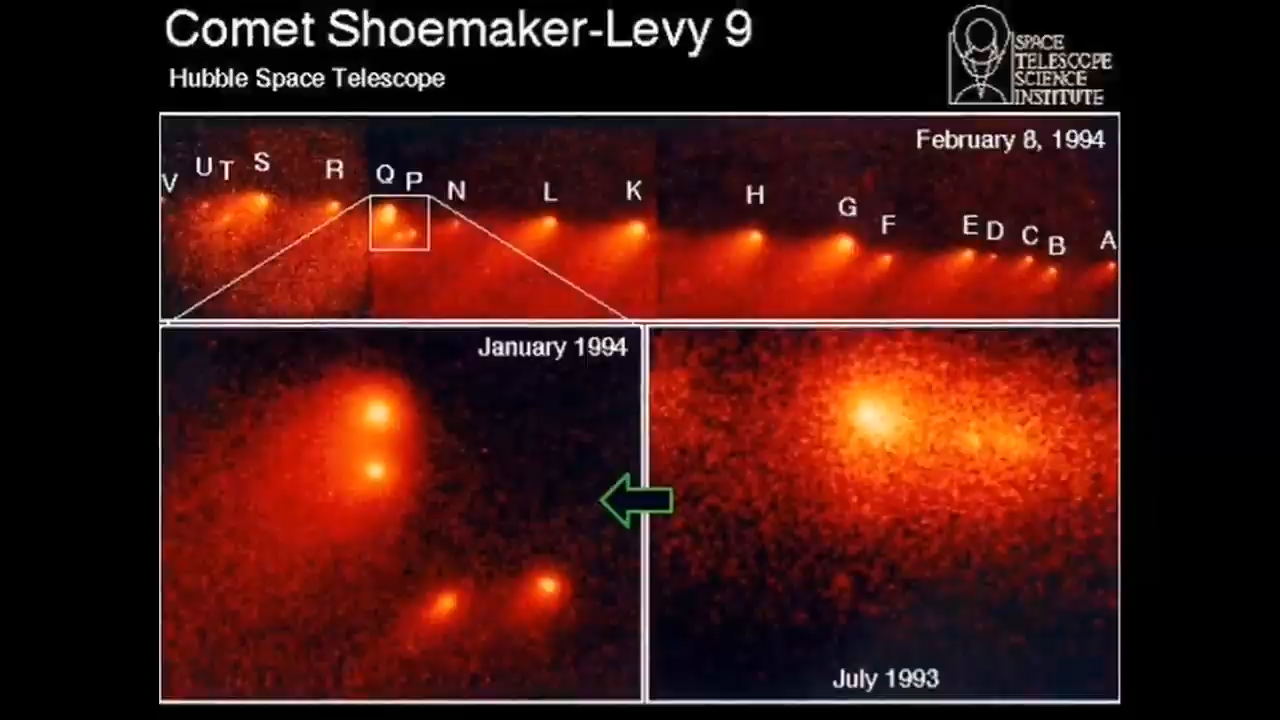 Comet Shoemaker-Levy 9
Hubble Space Telescope
SPACE
TELESCOPE
SCIENCE
INSTITUTE
February 8, 1994
V U T S R Q P N L K H G F E D C B A
January 1994
July 1993